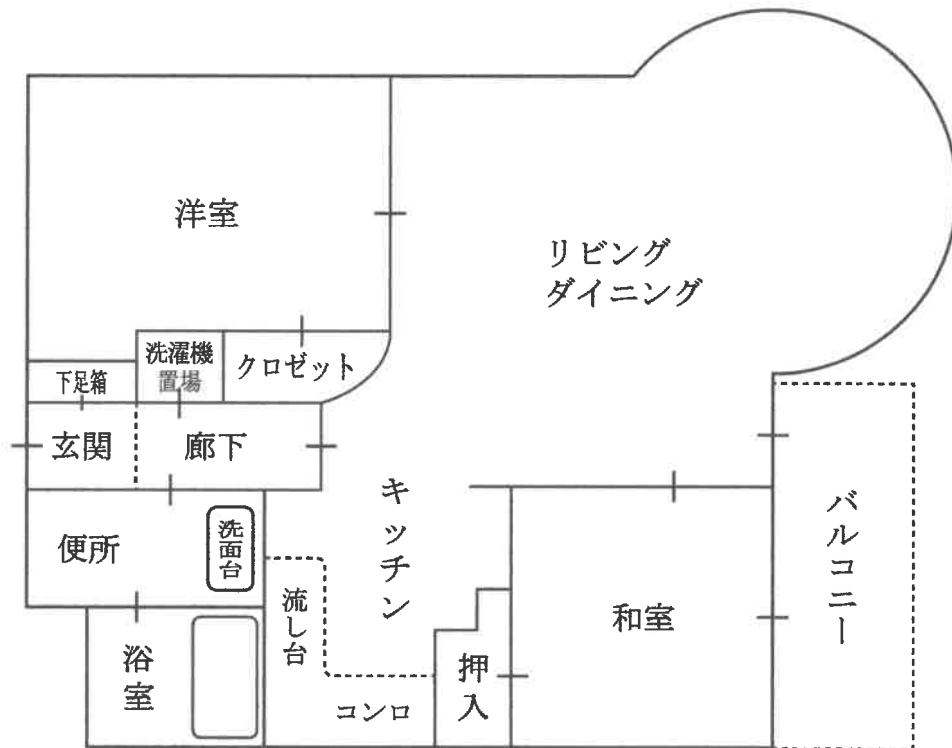 洋室
リビング
ダイニング
洗濯機
置場
クロゼット
下足箱
玄関
廊下
キッチン
バルコニー
便所
洗面台
流し台
和室
浴室
押入
コンロ